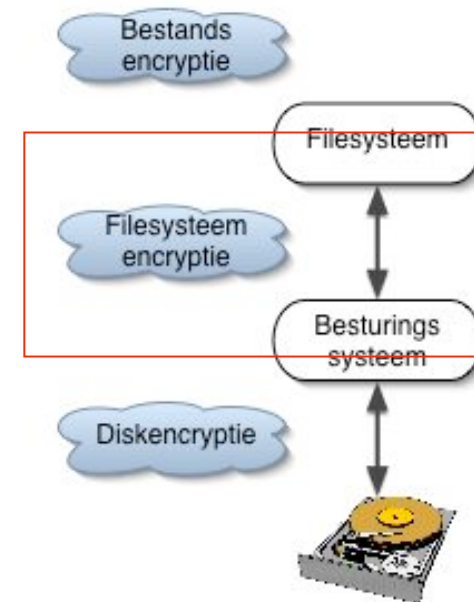 Bestands
encryptie
Filesysteem
Filesysteem
encryptie
Besturings
systeem
Diskencryptie